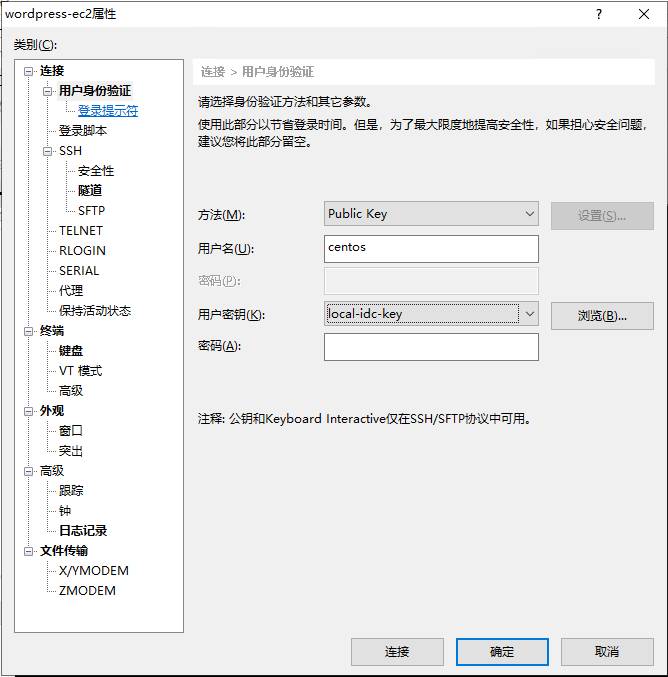 wordpress-ec2属性
?
类别(C):
连接
用户身份验证
登录提示符
登录脚本
SSH
安全性
隧道
SFTP
TELNET
RLOGIN
SERIAL
代理
保持活动状态
终端
键盘
VT 模式
高级
外观
窗口
突出
高级
跟踪
钟
日志记录
文件传输
X/YMODEM
ZMODEM
连接 > 用户身份验证
请选择身份验证方法和其它参数。
使用此部分以节省登录时间。但是，为了最大限度地提高安全性，如果担心安全问题，
建议您将此部分留空。
方法(M): Public Key 设置(S)...
用户名(U): centos
密码(P):
用户密钥(K): local-idc-key 浏览(B)...
密码(A):
注释: 公钥和Keyboard Interactive仅在SSH/SFTP协议中可用。
连接 确定 取消